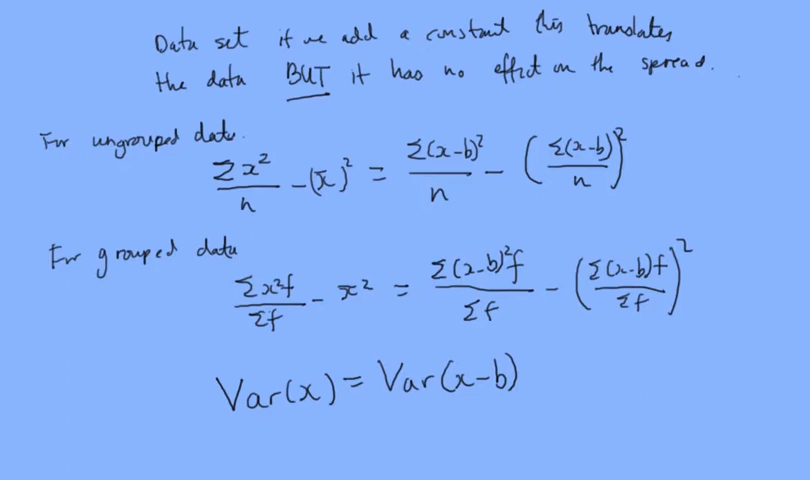 Data set if we add a constant this translates
the data BUT it has no effect on the spread.
For ungrouped data.
Σx²/n - (x̄)² = Σ(x-b)²/n - (Σ(x-b)/n)²
For grouped data
Σx²f/Σf - x̄² = Σ(x-b)²f/Σf - (Σ(x-b)f/Σf)²
Var(x) = Var(x-b)